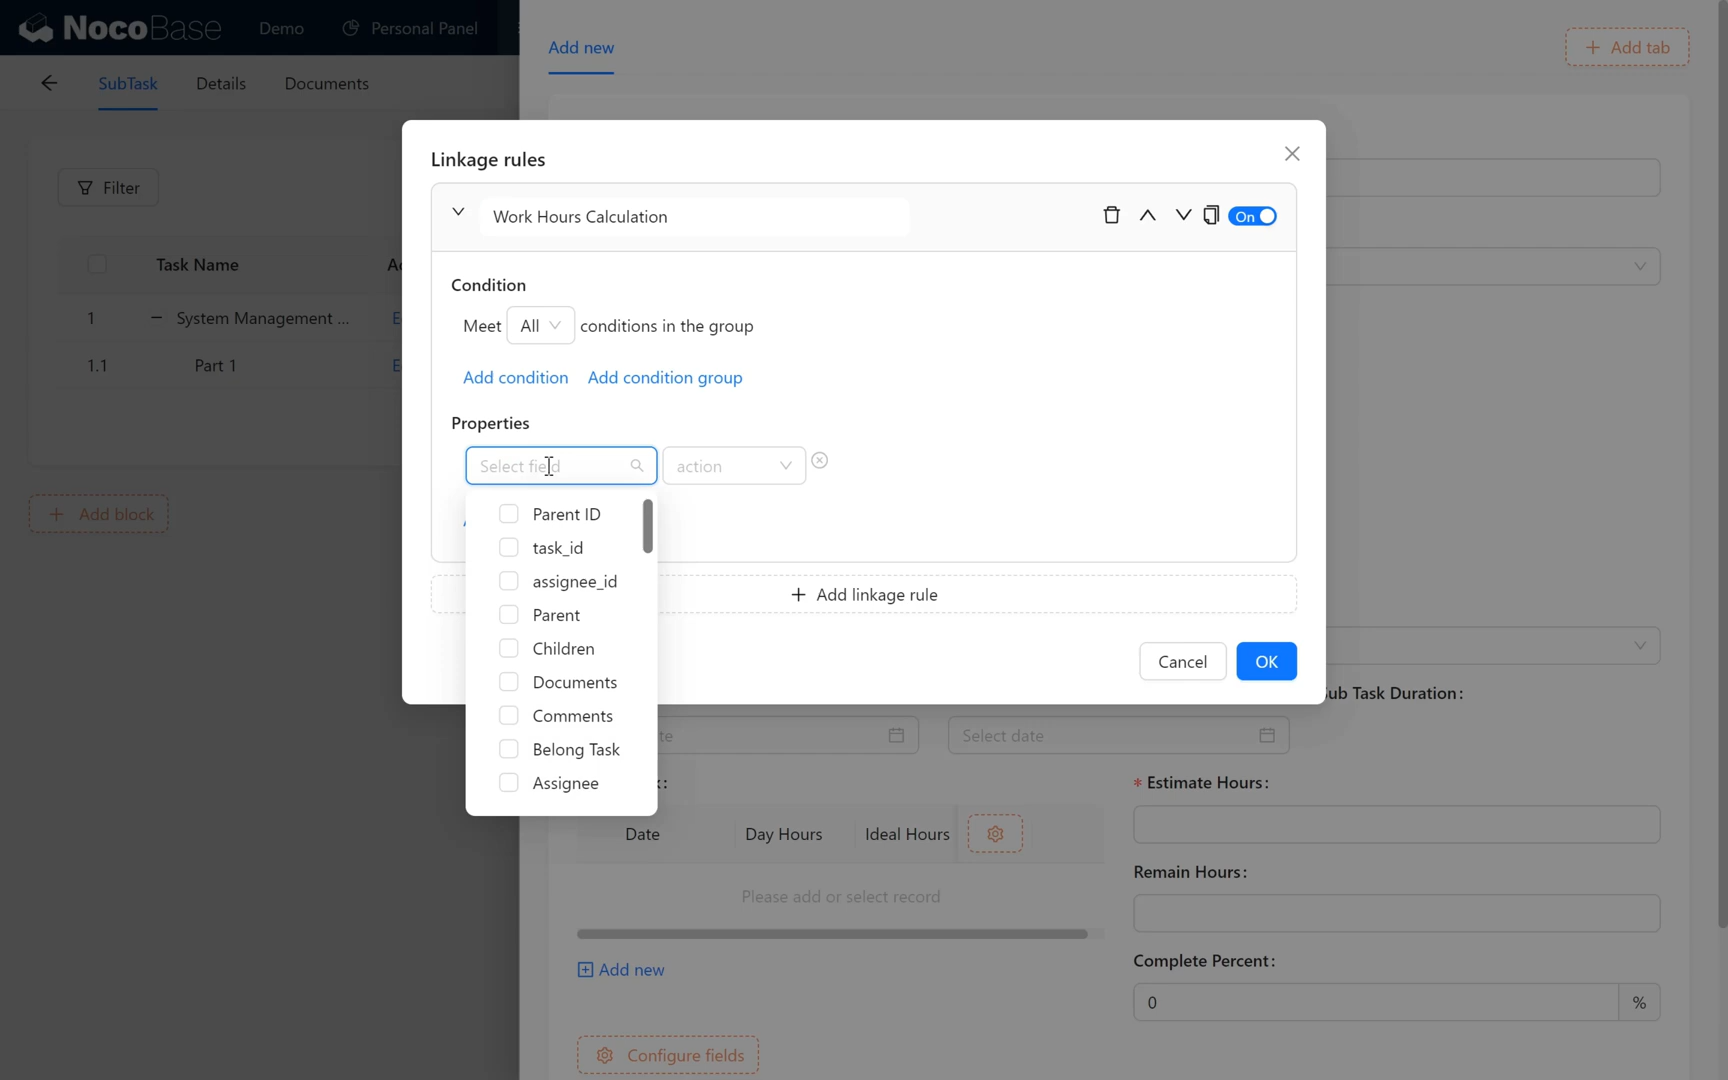 NocoBase Demo Personal Panel
Add new
Add tab
SubTask Details Documents
Linkage rules
Filter
Work Hours Calculation
On
Task Name
Condition
1 System Management ...
Meet All conditions in the group
1.1 Part 1
Add condition Add condition group
Properties
Select field action
Add block
Parent ID
task_id
assignee_id
Parent
Children
Documents
Comments
Belong Task
Assignee
Add linkage rule
Cancel OK
Sub Task Duration:
Select date
* Estimate Hours:
Date Day Hours Ideal Hours
Remain Hours:
Please add or select record
Complete Percent:
Add new
0 %
Configure fields